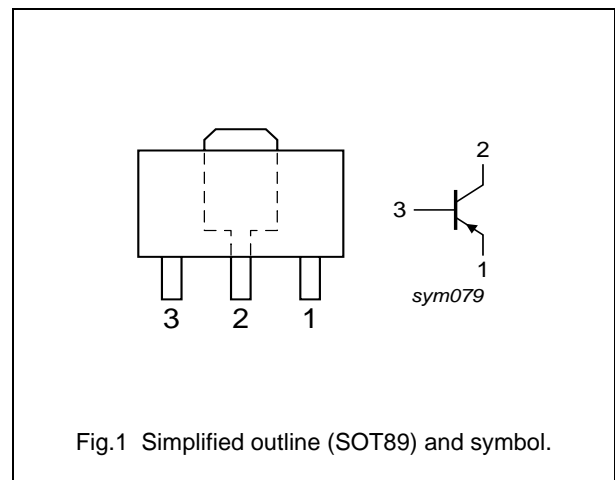 2
3
1
sym079
3 2 1
Fig.1 Simplified outline (SOT89) and symbol.